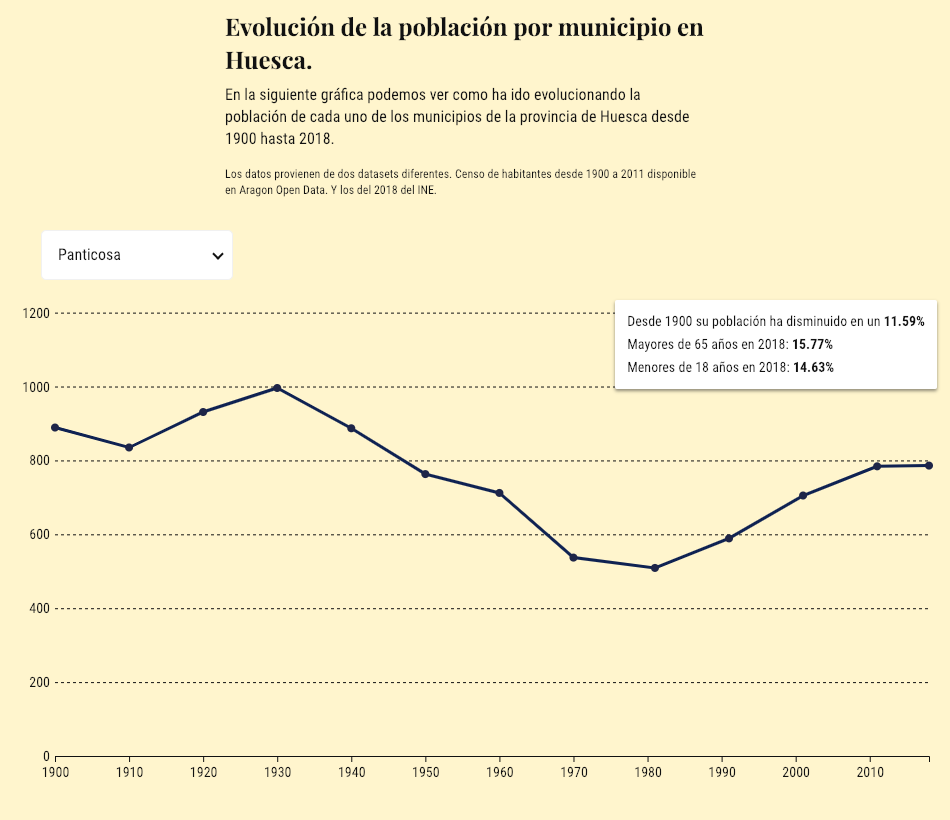 Evolución de la población por municipio en
Huesca.
En la siguiente gráfica podemos ver como ha ido evolucionando la
población de cada uno de los municipios de la provincia de Huesca desde
1900 hasta 2018.
Los datos provienen de dos datasets diferentes. Censo de habitantes desde 1900 a 2011 disponible
en Aragon Open Data. Y los del 2018 del INE.
Panticosa
Desde 1900 su población ha disminuido en un 11.59%
Mayores de 65 años en 2018: 15.77%
Menores de 18 años en 2018: 14.63%
1200
1000
800
600
400
200
0
1900 1910 1920 1930 1940 1950 1960 1970 1980 1990 2000 2010